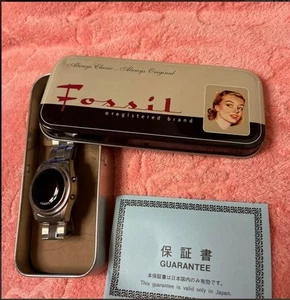 Always Classic... Always Original
Fossil
a registered brand
保証書
GUARANTEE
本保証書は日本国内のみ有効です。
This guarantee is valid only in Japan.